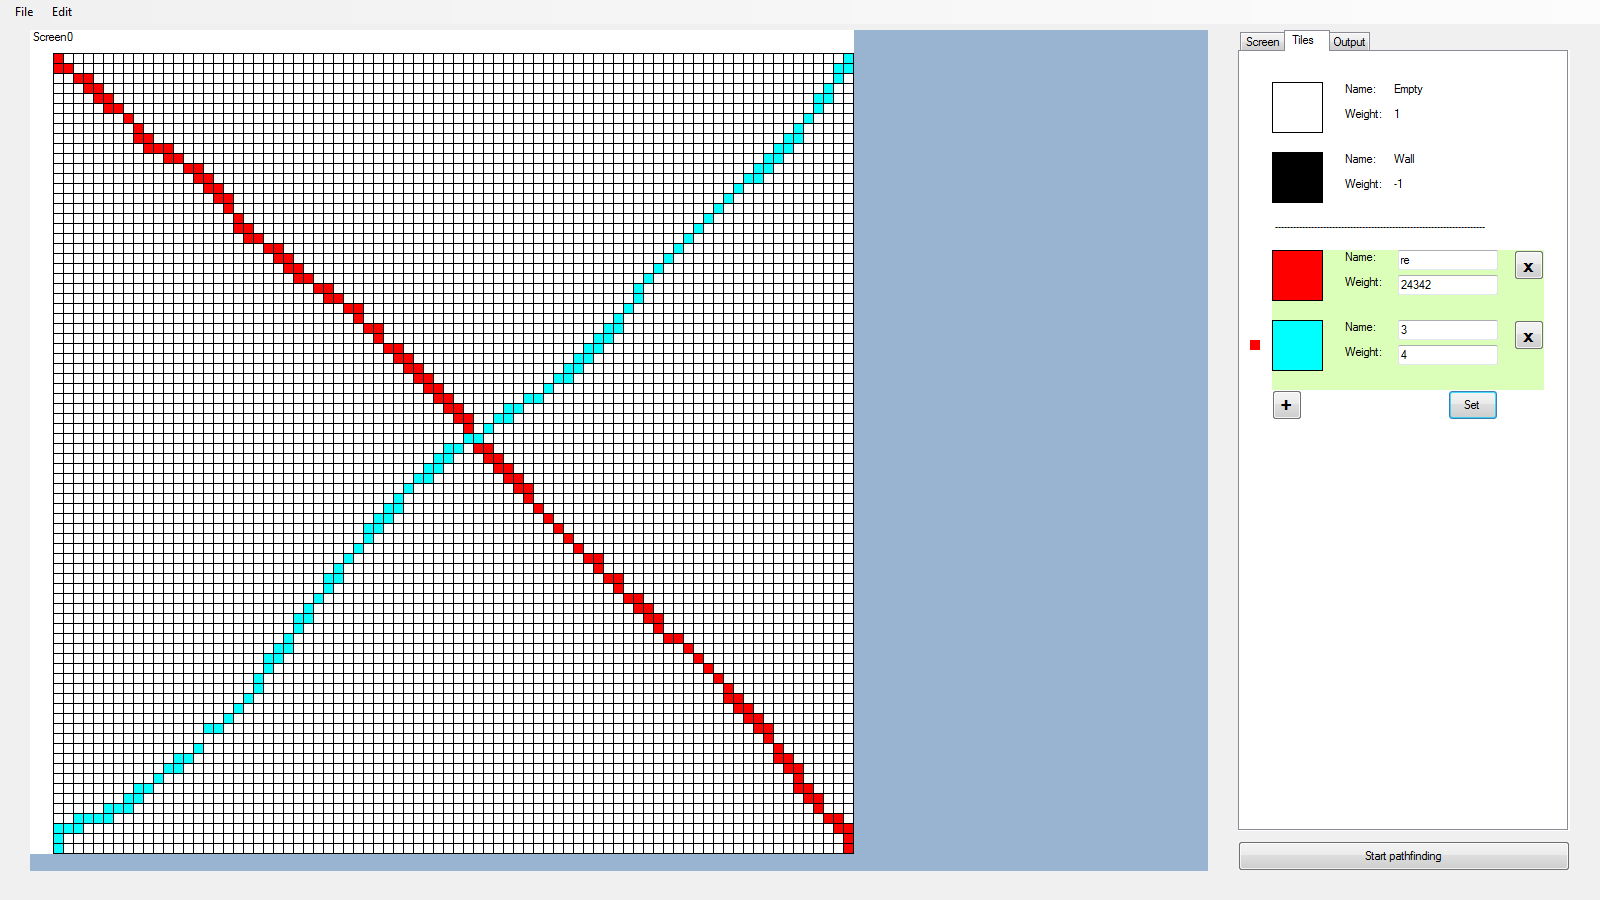 File Edit
Screen0
Screen Tiles Output
Name: Empty
Weight: 1
Name: Wall
Weight: -1
Name: re
Weight: 24342
x
Name: 3
Weight: 4
x
+ Set
Start pathfinding